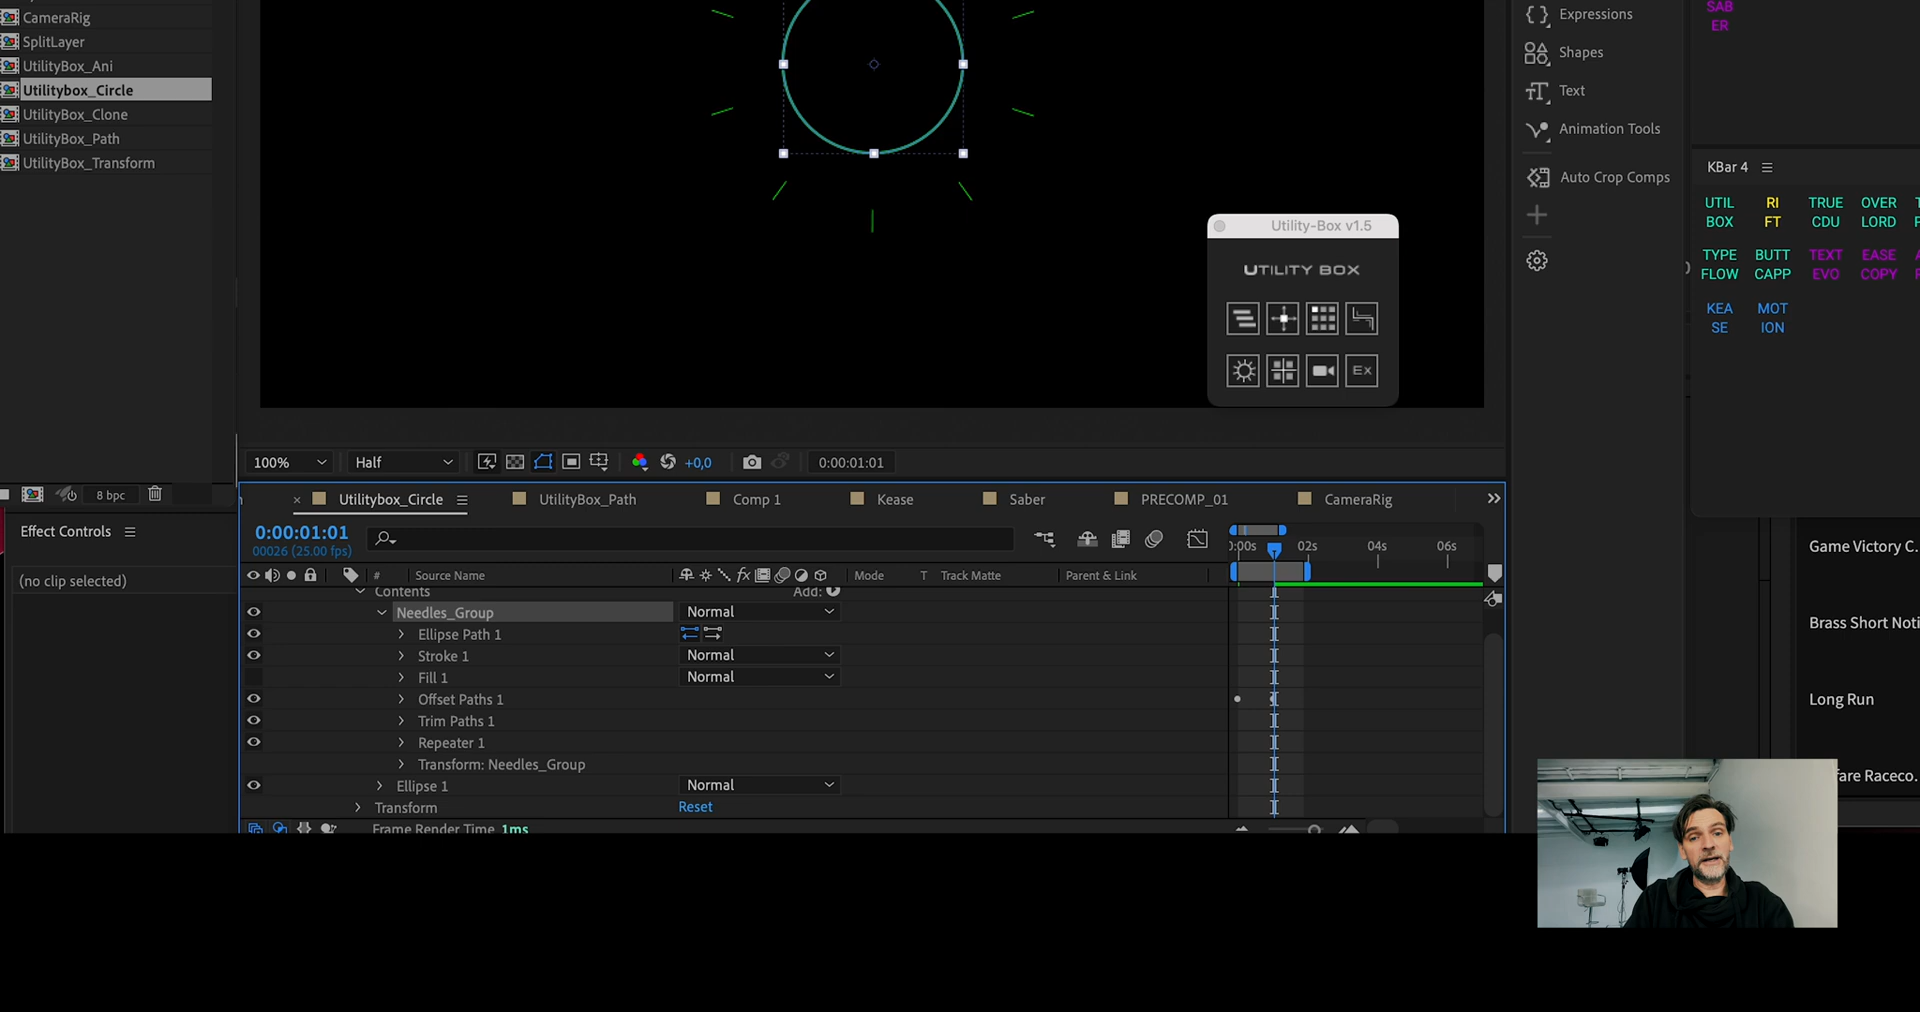 CameraRig
SplitLayer
UtilityBox_Ani
Utilitybox_Circle
UtilityBox_Clone
UtilityBox_Path
UtilityBox_Transform
8 bpc
Effect Controls
(no clip selected)
Utility-Box v1.5
UTILITY BOX
Ex
100%
Half
+0,0
0:00:01:01
Utilitybox_Circle
UtilityBox_Path
Comp 1
Kease
Saber
PRECOMP_01
CameraRig
0:00:01:01
00026 (25.00 fps)
):00s
02s
04s
06s
#
Source Name
fx
Mode
T
Track Matte
Parent & Link
Contents
Add:
Needles_Group
Normal
Ellipse Path 1
Stroke 1
Normal
Fill 1
Normal
Offset Paths 1
Trim Paths 1
Repeater 1
Transform: Needles_Group
Ellipse 1
Normal
Transform
Reset
Frame Render Time 1ms
Expressions
Shapes
Text
Animation Tools
Auto Crop Comps
SAB
ER
KBar 4
UTIL
BOX
RI
FT
TRUE
CDU
OVER
LORD
TYPE
FLOW
BUTT
CAPP
TEXT
EVO
EASE
COPY
KEA
SE
MOT
ION
Game Victory C.
Brass Short Noti
Long Run
fare Raceco.